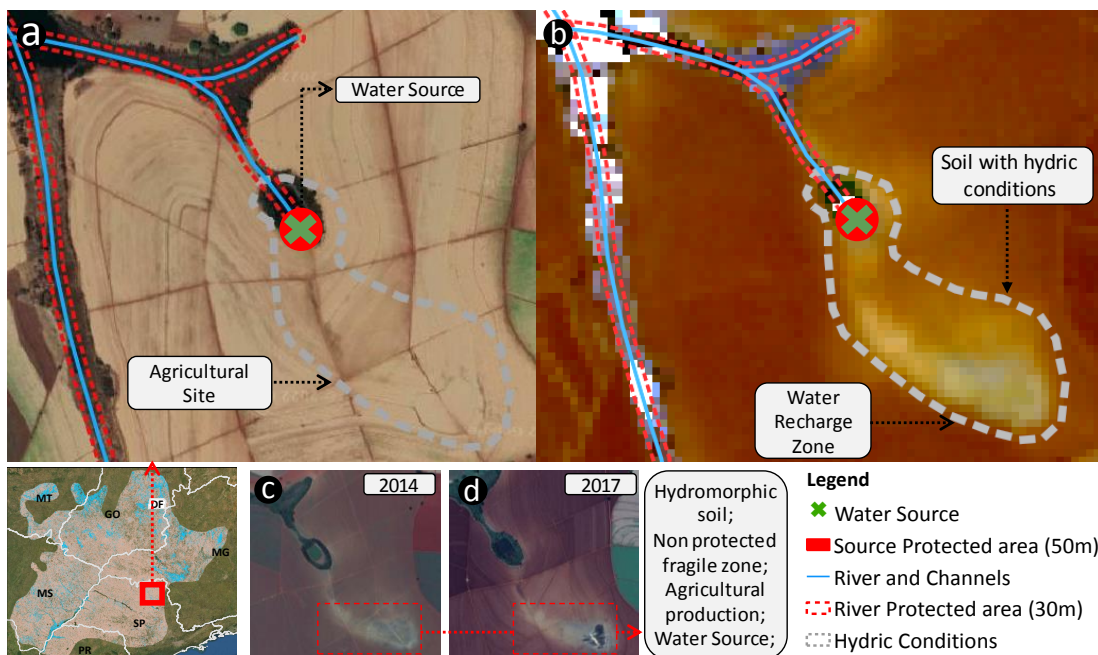 a
Water Source
Agricultural
Site
b
Soil with hydric
conditions
Water
Recharge
Zone
MT
GO
DF
MG
MS
SP
PR
c
2014
d
2017
Hydromorphic
soil;
Non protected
fragile zone;
Agricultural
production;
Water Source;
Legend
Water Source
Source Protected area (50m)
River and Channels
River Protected area (30m)
Hydric Conditions